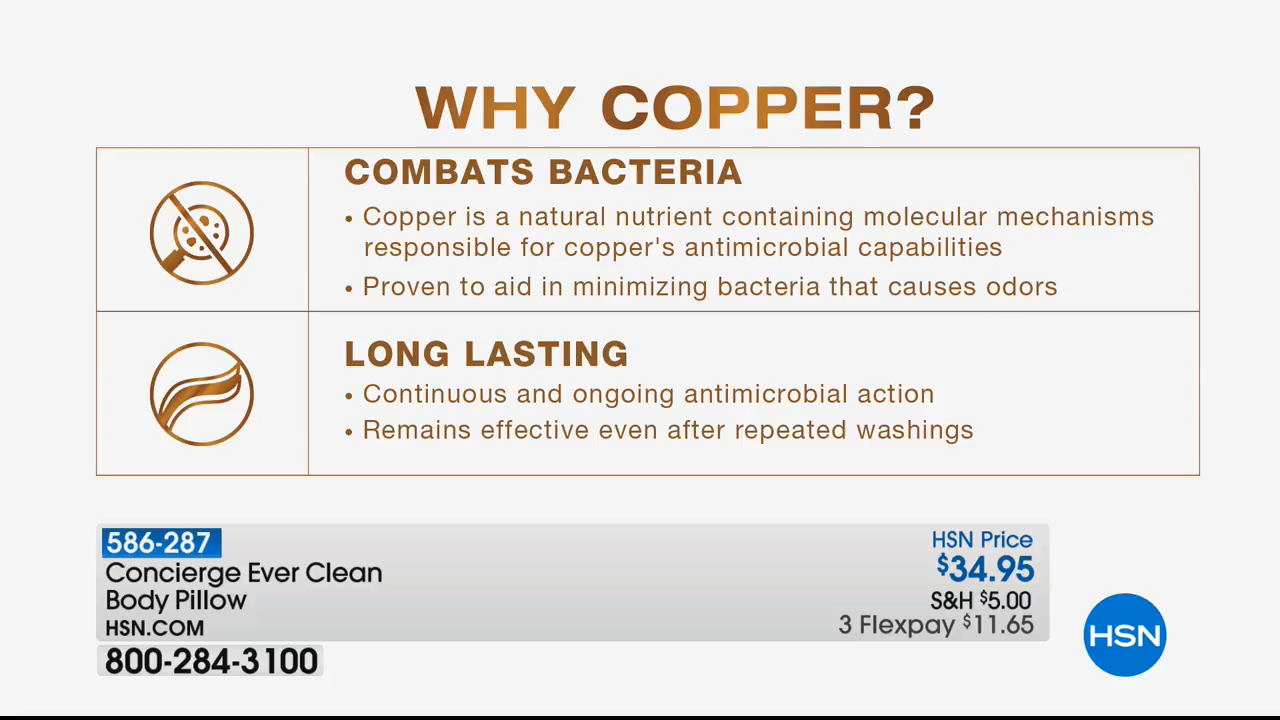 WHY COPPER?
COMBATS BACTERIA
• Copper is a natural nutrient containing molecular mechanisms
responsible for copper's antimicrobial capabilities
• Proven to aid in minimizing bacteria that causes odors
LONG LASTING
• Continuous and ongoing antimicrobial action
• Remains effective even after repeated washings
586-287
Concierge Ever Clean
Body Pillow
HSN.COM
800-284-3100
HSN Price
$34.95
S&H $5.00
3 Flexpay $11.65
HSN